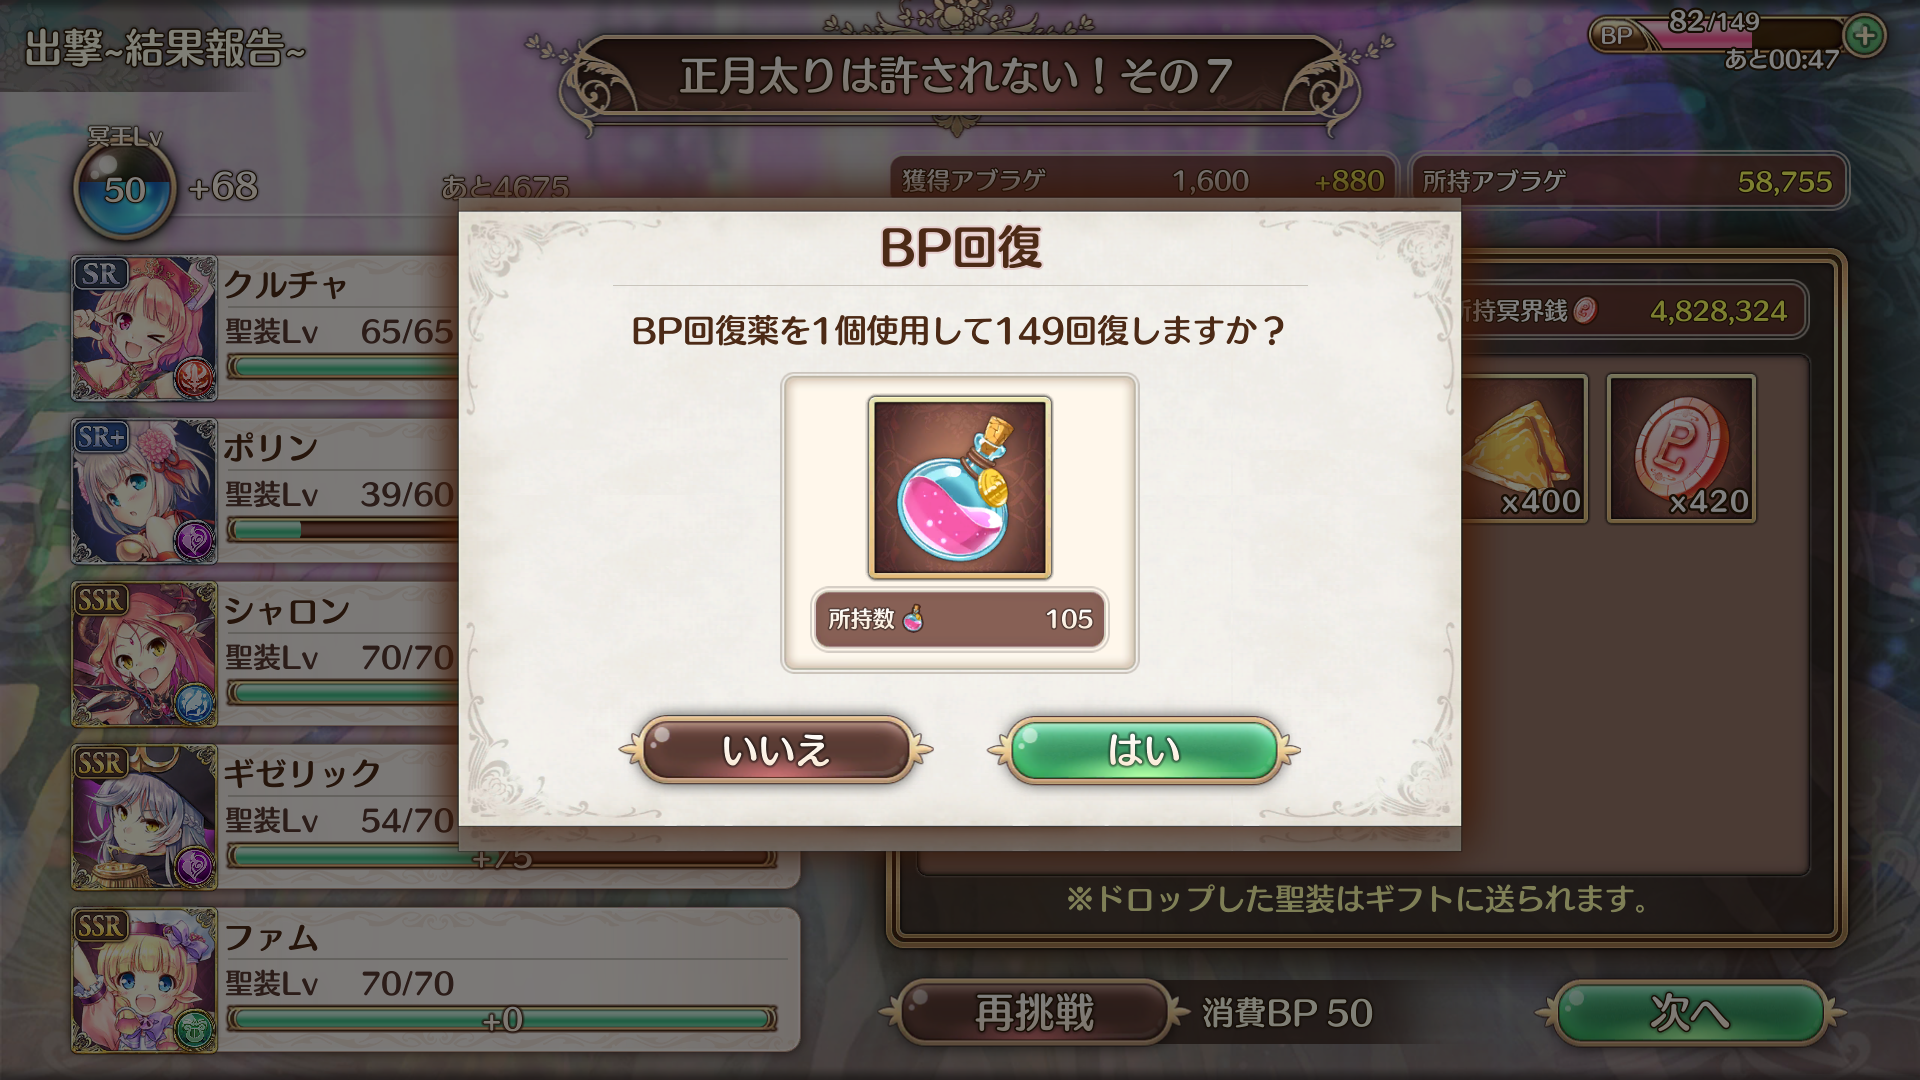 出撃~結果報告~
正月太りは許されない！その7
BP
82/149
あと00:47
冥王Lv
50
+68
あと4675
獲得アブラゲ 1,600 +880
所持アブラゲ 58,755
BP回復
BP回復薬を1個使用して149回復しますか？
所持数 105
いいえ
はい
SR
クルチャ
聖装Lv 65/65
SR+
ポリン
聖装Lv 39/60
SSR
シャロン
聖装Lv 70/70
SSR
ギゼリック
聖装Lv 54/70
+75
SSR
ファム
聖装Lv 70/70
+0
所持冥界銭 4,828,324
x400
x420
※ドロップした聖装はギフトに送られます。
再挑戦
消費BP 50
次へ